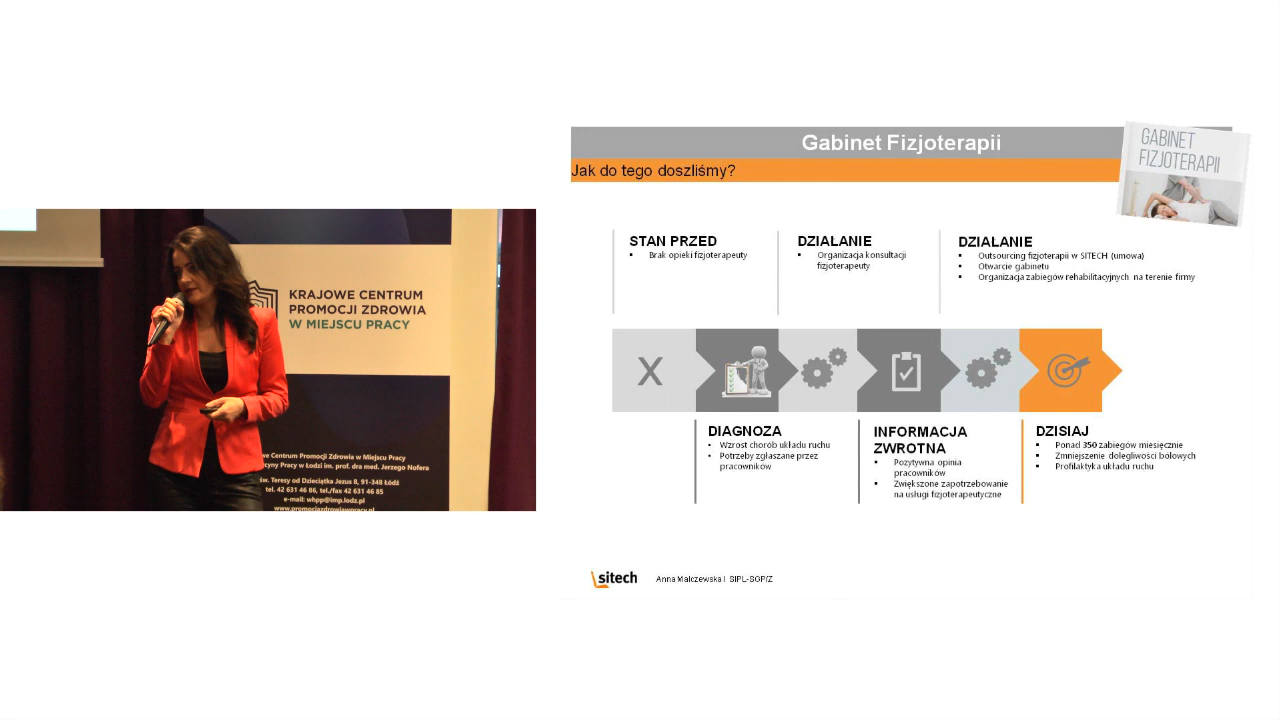 KRAJOWE CENTRUM
PROMOCJI ZDROWIA
W MIEJSCU PRACY
we Centrum Promocji Zdrowia w Miejscu Pracy
cyny Pracy w Łodzi im. prof. dra med. Jerzego Nofera
św. Teresy od Dzieciątka Jezus 8, 91-348 Łódź
tel. 42 631 46 86, tel./fax 42 631 46 85
e-mail: whpp@imp.lodz.pl
www.promocjazdrowiawpracy.pl
Gabinet Fizjoterapii
Jak do tego doszliśmy?
GABINET
FIZJOTERAPII
STAN PRZED
▪ Brak opieki fizjoterapeuty
DZIALANIE
▪ Organizacja konsultacji
fizjoterapeuty
DZIALANIE
▪ Outsourcing fizjoterapii w SITECH (umowa)
▪ Otwarcie gabinetu
▪ Organizacja zabiegów rehabilitacyjnych na terenie firmy
X
DIAGNOZA
• Wzrost chorób układu ruchu
• Potrzeby zgłaszane przez
pracowników
INFORMACJA
ZWROTNA
▪ Pozytywna opinia
pracowników
▪ Zwiększone zapotrzebowanie
na usługi fizjoterapeutyczne
DZISIAJ
▪ Ponad 350 zabiegów miesięcznie
▪ Zmniejszenie dolegliwości bólowych
▪ Profilaktyka układu ruchu
sitech
Anna Malczewska I SIPL-SGP/Z